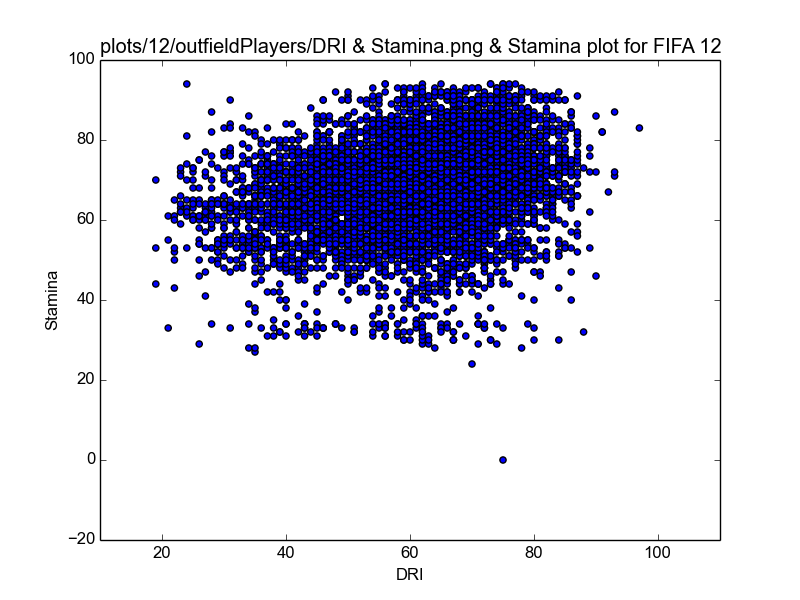 plots/12/outfieldPlayers/DRI & Stamina.png & Stamina plot for FIFA 12
100
80
60
40
20
0
−20
Stamina
20 40 60 80 100
DRI